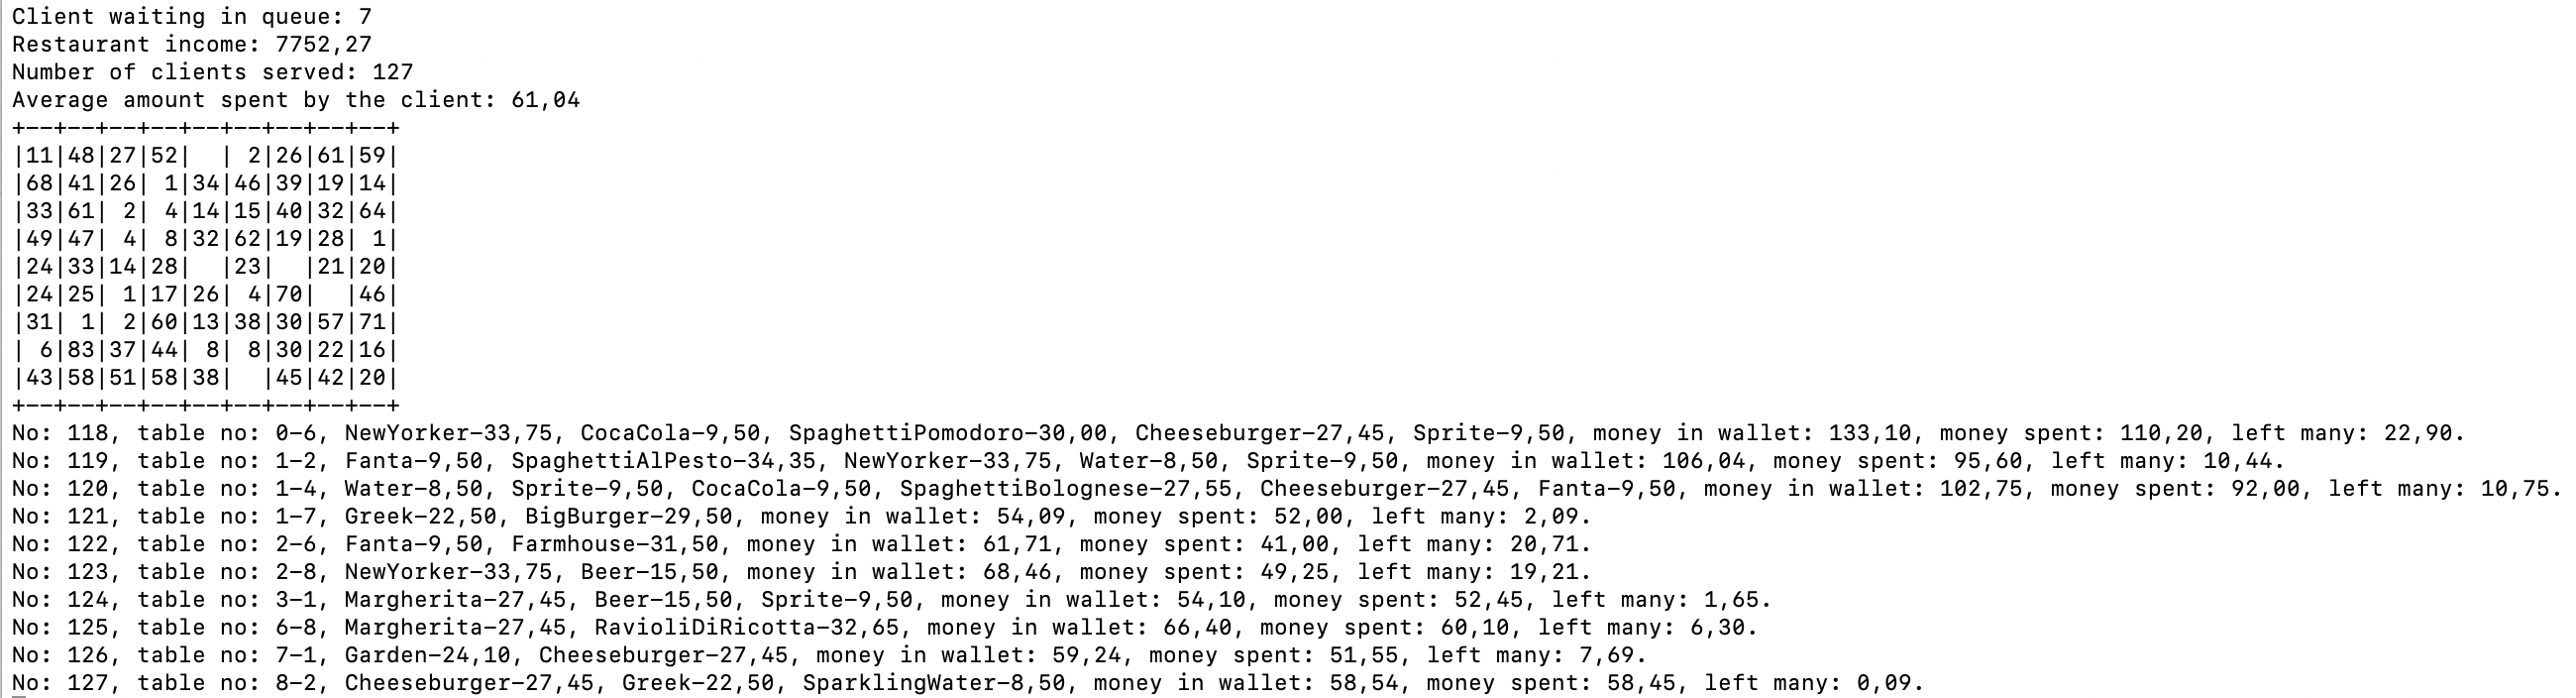 Client waiting in queue: 7
Restaurant income: 7752,27
Number of clients served: 127
Average amount spent by the client: 61,04
+--+--+--+--+--+--+--+--+--+
|11|48|27|52|  | 2|26|61|59|
|68|41|26| 1|34|46|39|19|14|
|33|61| 2| 4|14|15|40|32|64|
|49|47| 4| 8|32|62|19|28| 1|
|24|33|14|28|  |23|  |21|20|
|24|25| 1|17|26| 4|70|  |46|
|31| 1| 2|60|13|38|30|57|71|
| 6|83|37|44| 8| 8|30|22|16|
|43|58|51|58|38|  |45|42|20|
+--+--+--+--+--+--+--+--+--+
No: 118, table no: 0-6, NewYorker-33,75, CocaCola-9,50, SpaghettiPomodoro-30,00, Cheeseburger-27,45, Sprite-9,50, money in wallet: 133,10, money spent: 110,20, left many: 22,90.
No: 119, table no: 1-2, Fanta-9,50, SpaghettiAlPesto-34,35, NewYorker-33,75, Water-8,50, Sprite-9,50, money in wallet: 106,04, money spent: 95,60, left many: 10,44.
No: 120, table no: 1-4, Water-8,50, Sprite-9,50, CocaCola-9,50, SpaghettiBolognese-27,55, Cheeseburger-27,45, Fanta-9,50, money in wallet: 102,75, money spent: 92,00, left many: 10,75.
No: 121, table no: 1-7, Greek-22,50, BigBurger-29,50, money in wallet: 54,09, money spent: 52,00, left many: 2,09.
No: 122, table no: 2-6, Fanta-9,50, Farmhouse-31,50, money in wallet: 61,71, money spent: 41,00, left many: 20,71.
No: 123, table no: 2-8, NewYorker-33,75, Beer-15,50, money in wallet: 68,46, money spent: 49,25, left many: 19,21.
No: 124, table no: 3-1, Margherita-27,45, Beer-15,50, Sprite-9,50, money in wallet: 54,10, money spent: 52,45, left many: 1,65.
No: 125, table no: 6-8, Margherita-27,45, RavioliDiRicotta-32,65, money in wallet: 66,40, money spent: 60,10, left many: 6,30.
No: 126, table no: 7-1, Garden-24,10, Cheeseburger-27,45, money in wallet: 59,24, money spent: 51,55, left many: 7,69.
No: 127, table no: 8-2, Cheeseburger-27,45, Greek-22,50, SparklingWater-8,50, money in wallet: 58,54, money spent: 58,45, left many: 0,09.